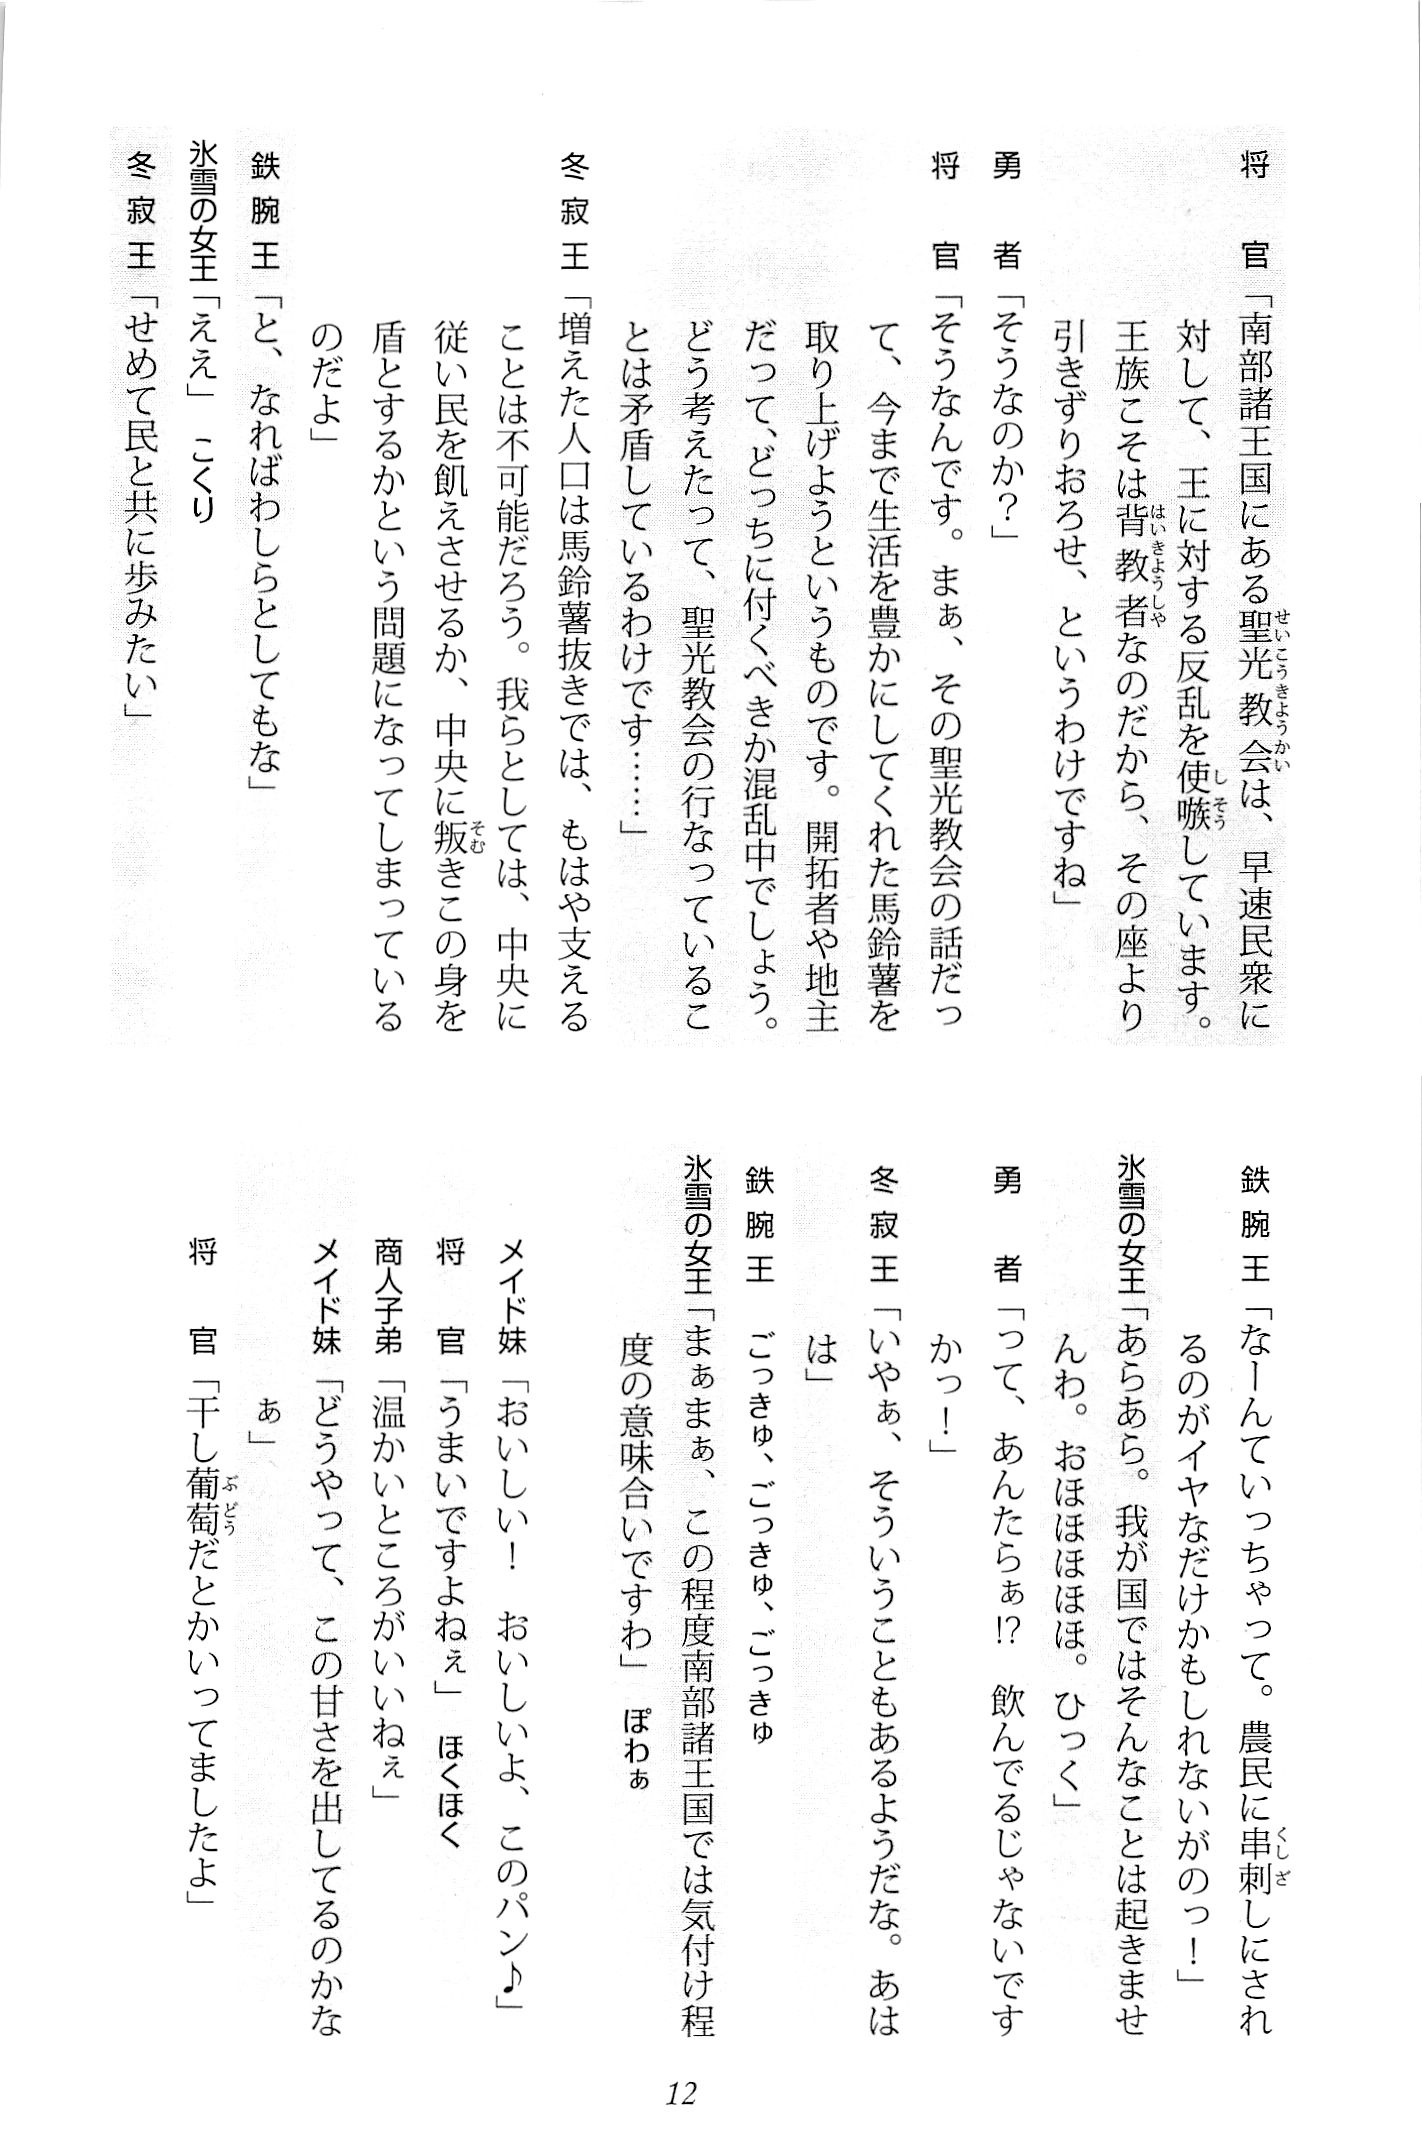 将　官「南部諸王国にある聖光教会は、早速民衆に
対して、王に対する反乱を使嗾しています。
王族こそは背教者なのだから、その座より
引きずりおろせ、というわけですね」
勇　者「そうなのか？」
将　官「そうなんです。まぁ、その聖光教会の話だっ
て、今まで生活を豊かにしてくれた馬鈴薯を
取り上げようというものです。開拓者や地主
だって、どっちに付くべきか混乱中でしょう。
どう考えたって、聖光教会の行なっているこ
とは矛盾しているわけです……」
冬寂王「増えた人口は馬鈴薯抜きでは、もはや支える
ことは不可能だろう。我らとしては、中央に
従い民を飢えさせるか、中央に叛きこの身を
盾とするかという問題になってしまっている
のだよ」
鉄腕王「と、なればわしらとしてもな」
氷雪の女王「ええ」　こくり
冬寂王「せめて民と共に歩みたい」
鉄腕王「なーんていっちゃって。農民に串刺しにされ
るのがイヤなだけかもしれないがのっ！」
氷雪の女王「あらあら。我が国ではそんなことは起きませ
んわ。おほほほほほ。ひっく」
勇　者「って、あんたらぁ!?　飲んでるじゃないです
かっ！」
冬寂王「いやぁ、そういうこともあるようだな。あは
は」
鉄腕王　ごっきゅ、ごっきゅ、ごっきゅ
氷雪の女王「まぁまぁ、この程度南部諸王国では気付け程
度の意味合いですわ」　ぽわぁ
メイド妹「おいしい！　おいしいよ、このパン♪」
将　官「うまいですよねぇ」　ほくほく
商人子弟「温かいところがいいねぇ」
メイド妹「どうやって、この甘さを出してるのかな
ぁ」
将　官「干し葡萄だとかいってましたよ」
12